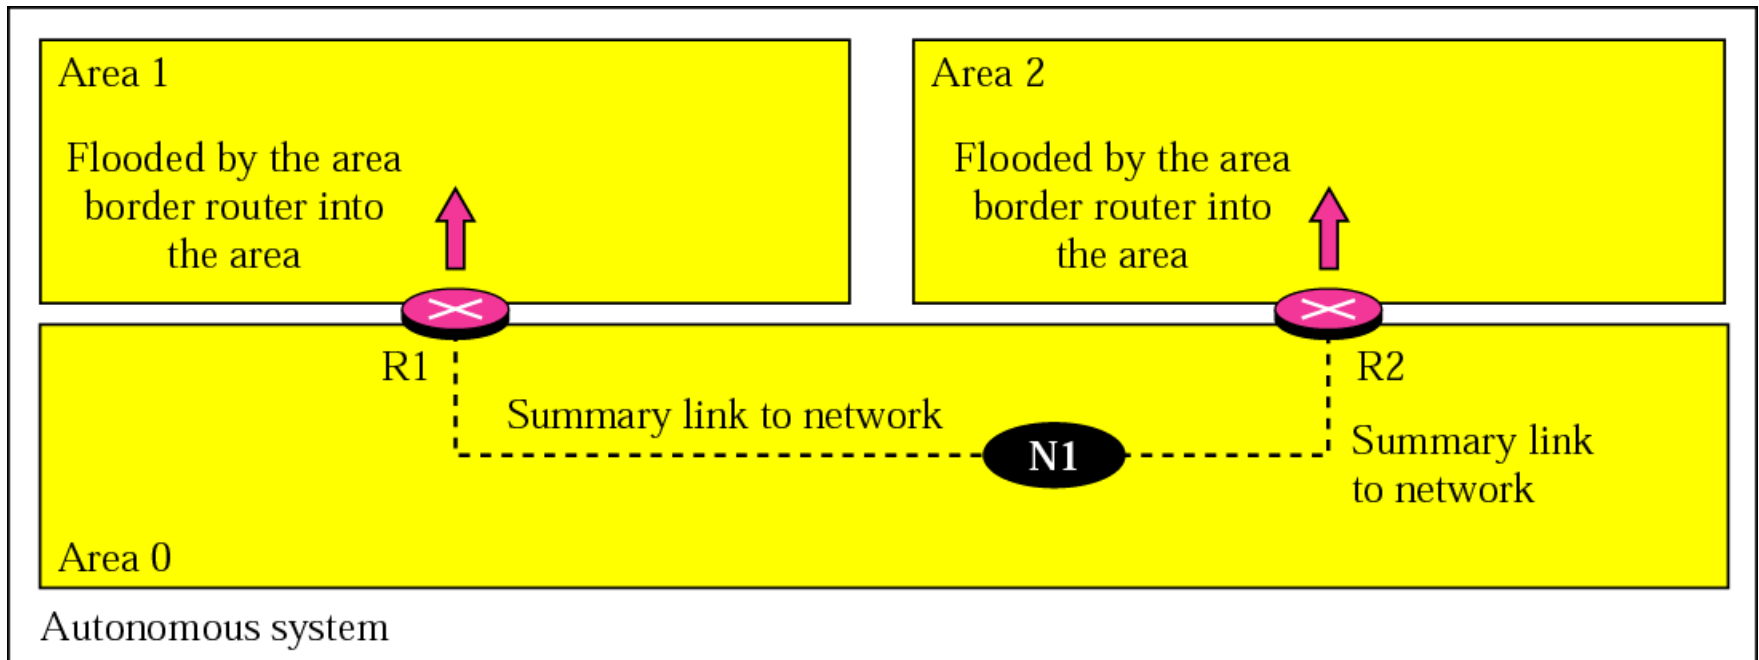 Area 1
Flooded by the area
border router into
the area
Area 2
Flooded by the area
border router into
the area
R1
R2
Summary link to network
N1
Summary link
to network
Area 0
Autonomous system